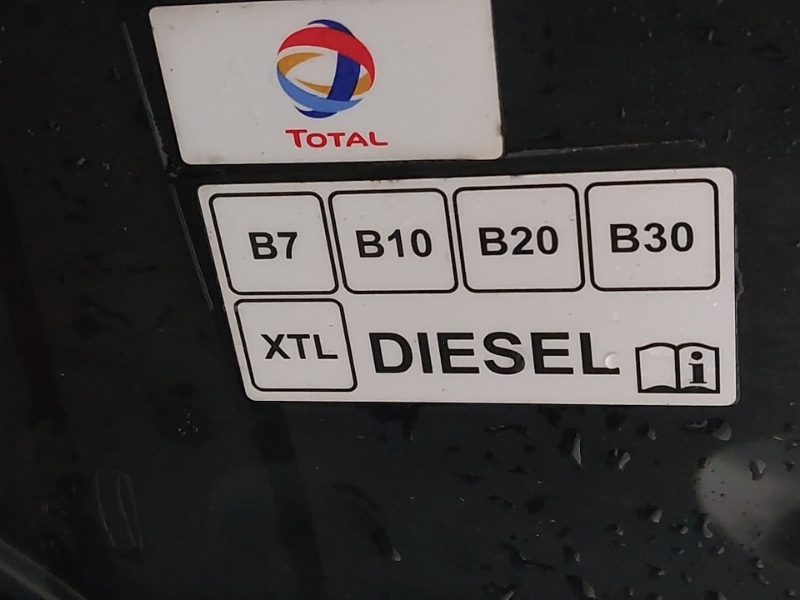 TOTAL
B7 B10 B20 B30
XTL DIESEL i